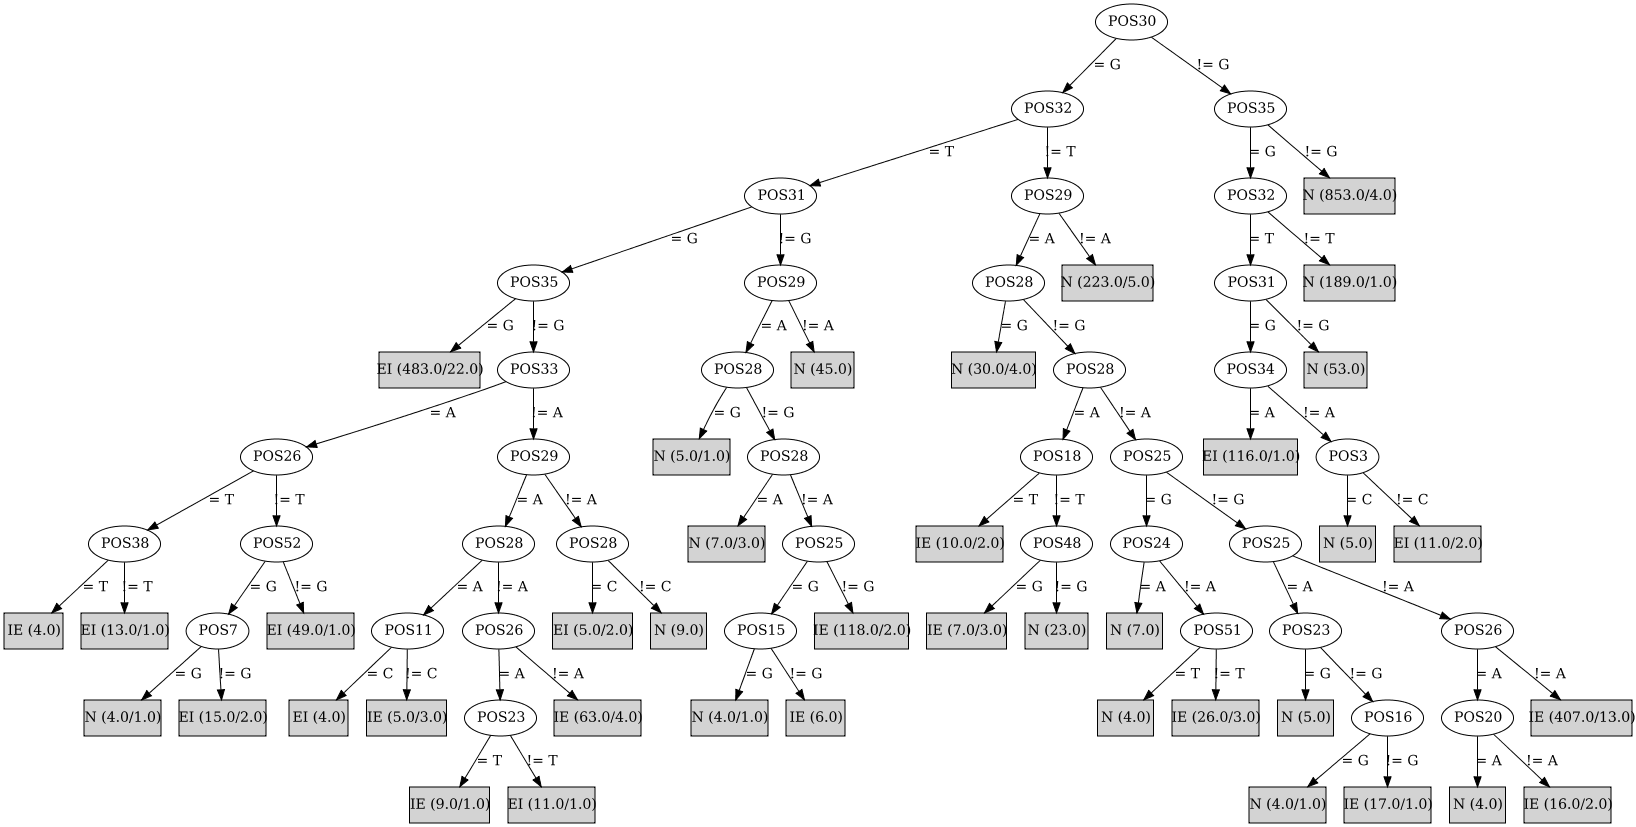 POS30
= G
!= G
POS32
POS35
= T
!= T
= G
!= G
POS31
POS29
POS32
N (853.0/4.0)
= G
!= G
= A
!= A
= T
!= T
POS35
POS29
POS28
N (223.0/5.0)
POS31
N (189.0/1.0)
= G
!= G
= A
!= A
= G
!= G
= G
!= G
EI (483.0/22.0)
POS33
POS28
N (45.0)
N (30.0/4.0)
POS28
POS34
N (53.0)
= A
!= A
= G
!= G
= A
!= A
= A
!= A
POS26
POS29
N (5.0/1.0)
POS28
POS18
POS25
EI (116.0/1.0)
POS3
= T
!= T
= A
!= A
= A
!= A
= T
!= T
= G
!= G
= C
!= C
POS38
POS52
POS28
POS28
N (7.0/3.0)
POS25
IE (10.0/2.0)
POS48
POS24
POS25
N (5.0)
EI (11.0/2.0)
= T
!= T
= G
!= G
= A
!= A
= C
!= C
= G
!= G
= G
!= G
= A
!= A
= A
!= A
IE (4.0)
EI (13.0/1.0)
POS7
EI (49.0/1.0)
POS11
POS26
EI (5.0/2.0)
N (9.0)
POS15
IE (118.0/2.0)
IE (7.0/3.0)
N (23.0)
N (7.0)
POS51
POS23
POS26
= G
!= G
= C
!= C
= A
!= A
= G
!= G
= T
!= T
= G
!= G
= A
!= A
N (4.0/1.0)
EI (15.0/2.0)
EI (4.0)
IE (5.0/3.0)
POS23
IE (63.0/4.0)
N (4.0/1.0)
IE (6.0)
N (4.0)
IE (26.0/3.0)
N (5.0)
POS16
POS20
IE (407.0/13.0)
= T
!= T
= G
!= G
= A
!= A
IE (9.0/1.0)
EI (11.0/1.0)
N (4.0/1.0)
IE (17.0/1.0)
N (4.0)
IE (16.0/2.0)